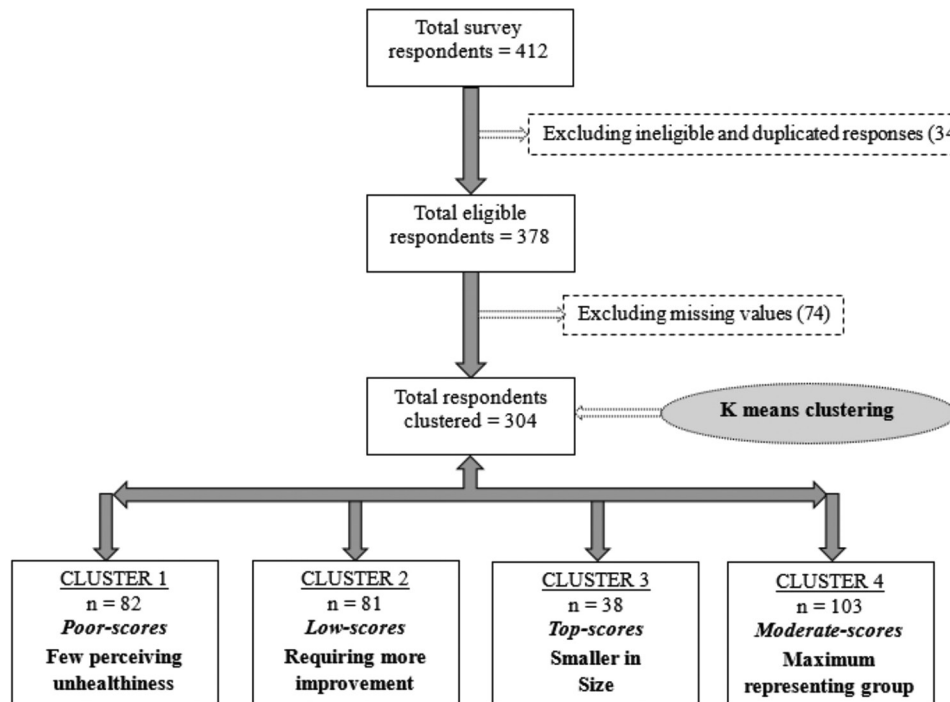 Total survey
respondents = 412
Excluding ineligible and duplicated responses (34
Total eligible
respondents = 378
Excluding missing values (74)
Total respondents
clustered = 304
K means clustering
CLUSTER 1
n = 82
Poor-scores
Few perceiving
unhealthiness
CLUSTER 2
n = 81
Low-scores
Requiring more
improvement
CLUSTER 3
n = 38
Top-scores
Smaller in
Size
CLUSTER 4
n = 103
Moderate-scores
Maximum
representing group